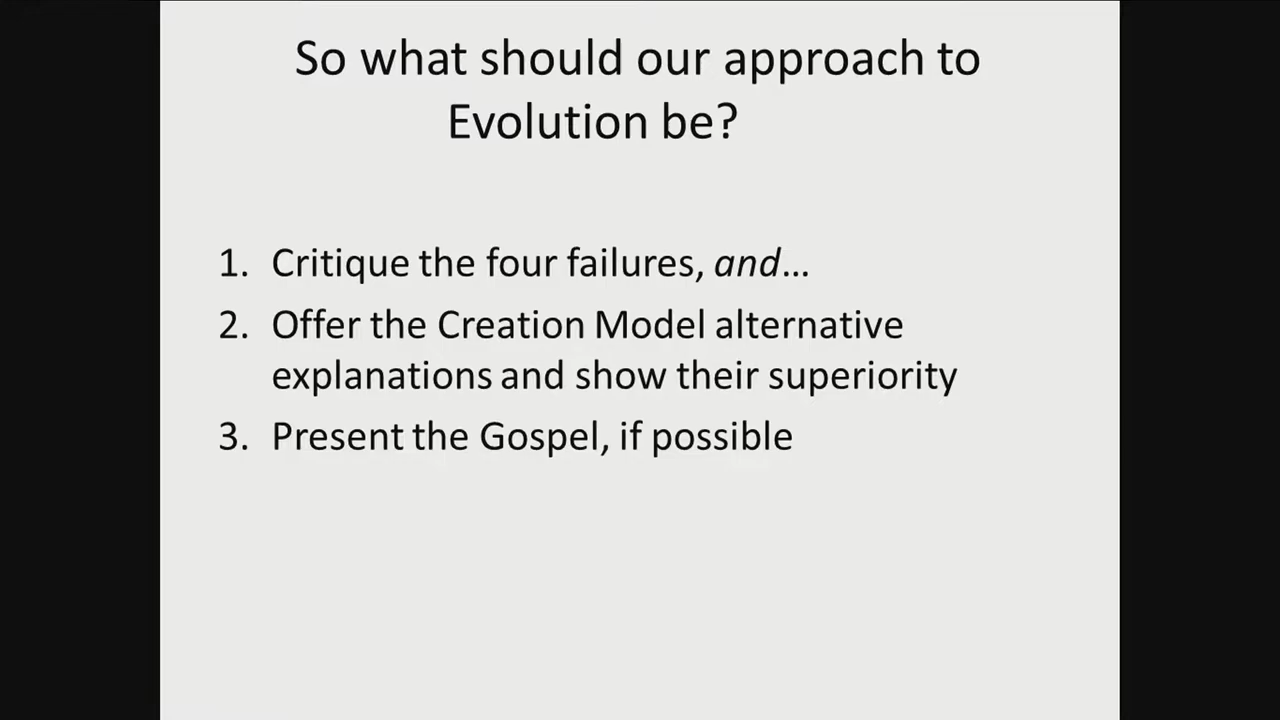 So what should our approach to
Evolution be?
1. Critique the four failures, and...
2. Offer the Creation Model alternative
explanations and show their superiority
3. Present the Gospel, if possible